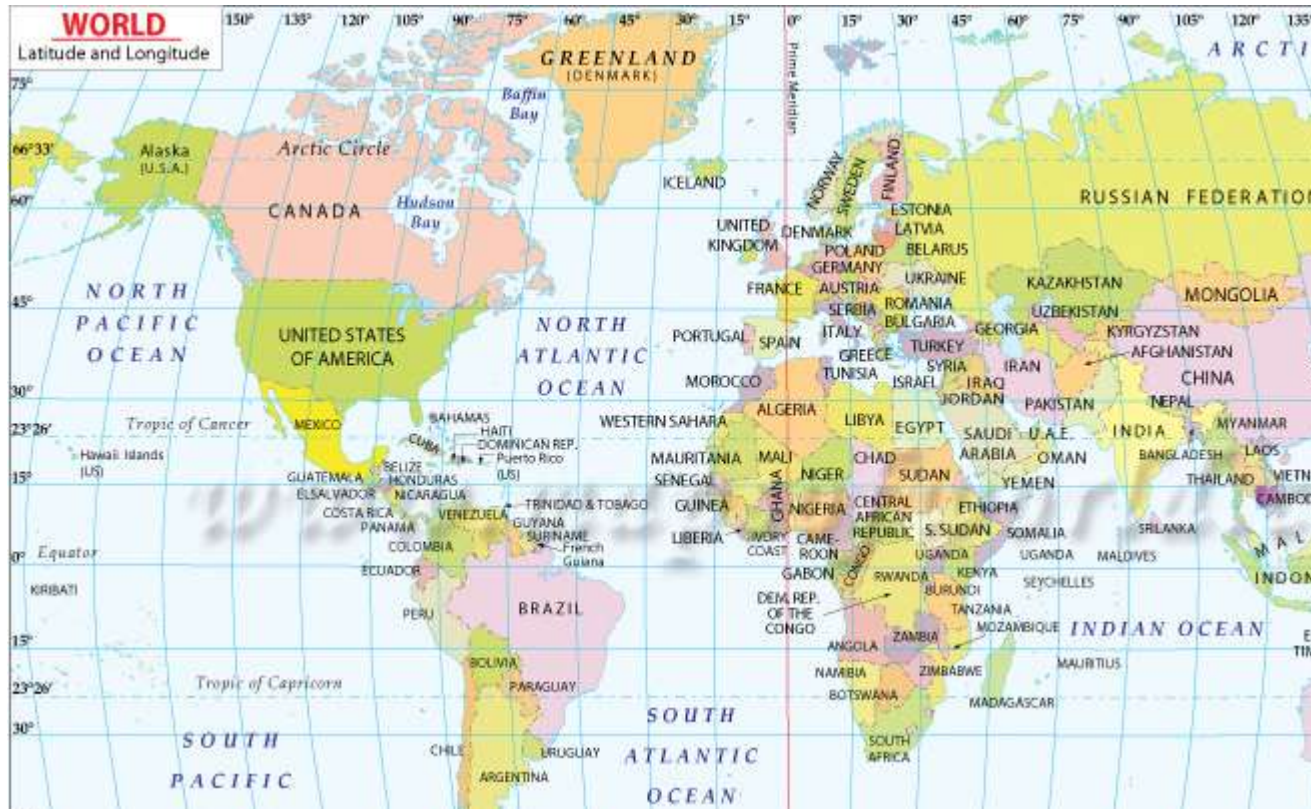 WORLD
Latitude and Longitude
150° 135° 120° 105° 90° 75° 60° 45° 30° 15° 0° 15° 30° 45° 60° 75° 90° 105° 120° 135
Prime Meridian
GREENLAND
(DENMARK)
ARCTI
75°
Baffin
Bay
66°33'
Alaska
(U.S.A.)
Arctic Circle
ICELAND
NORWAY
SWEDEN
FINLAND
RUSSIAN FEDERATION
60°
CANADA
Hudson
Bay
ESTONIA
UNITED
KINGDOM
DENMARK
LATVIA
POLAND
BELARUS
GERMANY
UKRAINE
KAZAKHSTAN
NORTH
PACIFIC
OCEAN
FRANCE
AUSTRIA
MONGOLIA
45°
SERBIA
ROMANIA
UZBEKISTAN
BULGARIA
UNITED STATES
OF AMERICA
NORTH
ATLANTIC
OCEAN
PORTUGAL
SPAIN
ITALY
GEORGIA
KYRGYZSTAN
GREECE
TURKEY
AFGHANISTAN
TUNISIA
SYRIA
IRAN
MOROCCO
ISRAEL
IRAQ
CHINA
30°
JORDAN
PAKISTAN
NEPAL
23°26'
Tropic of Cancer
MEXICO
BAHAMAS
WESTERN SAHARA
ALGERIA
LIBYA
EGYPT
SAUDI
ARABIA
U.A.E.
INDIA
MYANMAR
HAITI
CUBA
DOMINICAN REP.
Hawaii Islands
(US)
Puerto Rico
(US)
MAURITANIA
MALI
NIGER
CHAD
OMAN
BANGLADESH
LAOS
15°
GUATEMALA
BELIZE
HONDURAS
SENEGAL
SUDAN
YEMEN
THAILAND
VIETN
ELSALVADOR
NICARAGUA
CAMBOD
COSTA RICA
VENEZUELA
TRINIDAD & TOBAGO
GUINEA
GHANA
NIGERIA
CENTRAL
AFRICAN
REPUBLIC
ETHIOPIA
PANAMA
GUYANA
SURINAME
S. SUDAN
SOMALIA
SRILANKA
COLOMBIA
French
Guiana
LIBERIA
IVORY
COAST
CAME-
ROON
UGANDA
UGANDA
MALDIVES
MAL
0°
Equator
ECUADOR
GABON
CONGO
RWANDA
KENYA
SEYCHELLES
INDON
KIRIBATI
PERU
BRAZIL
DEM. REP.
OF THE
CONGO
BURUNDI
TANZANIA
MOZAMBIQUE
INDIAN OCEAN
15°
ANGOLA
ZAMBIA
E
TIM
BOLIVIA
NAMIBIA
ZIMBABWE
MAURITIUS
23°26'
Tropic of Capricorn
PARAGUAY
BOTSWANA
MADAGASCAR
30°
SOUTH
PACIFIC
SOUTH
ATLANTIC
OCEAN
CHILE
URUGUAY
SOUTH
AFRICA
ARGENTINA